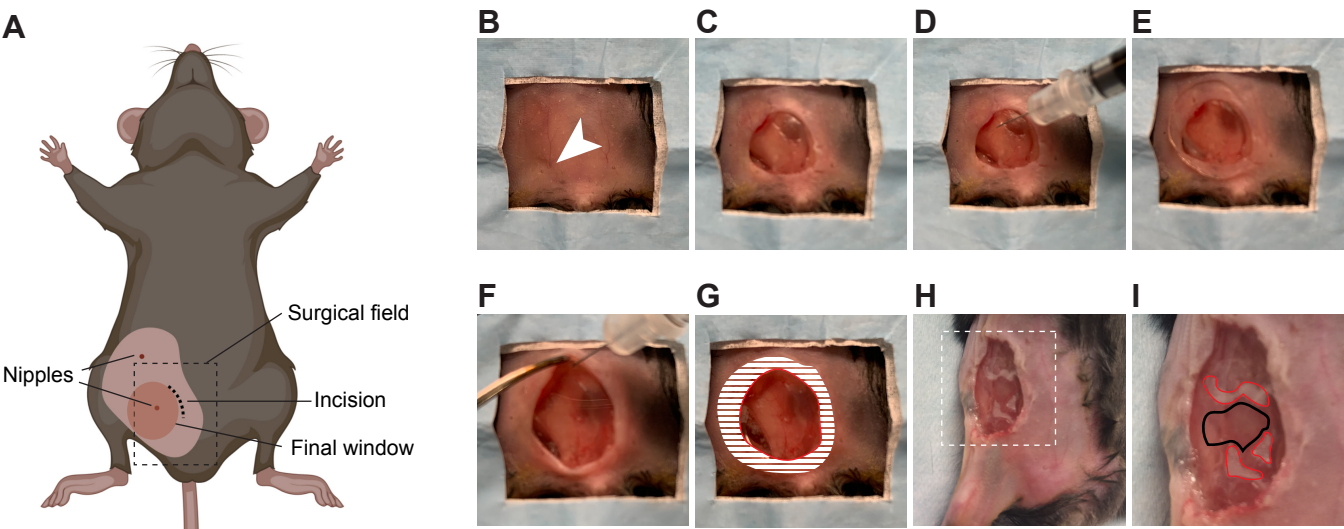 A
B
C
D
E
Surgical field
Nipples
Incision
Final window
F
G
H
I